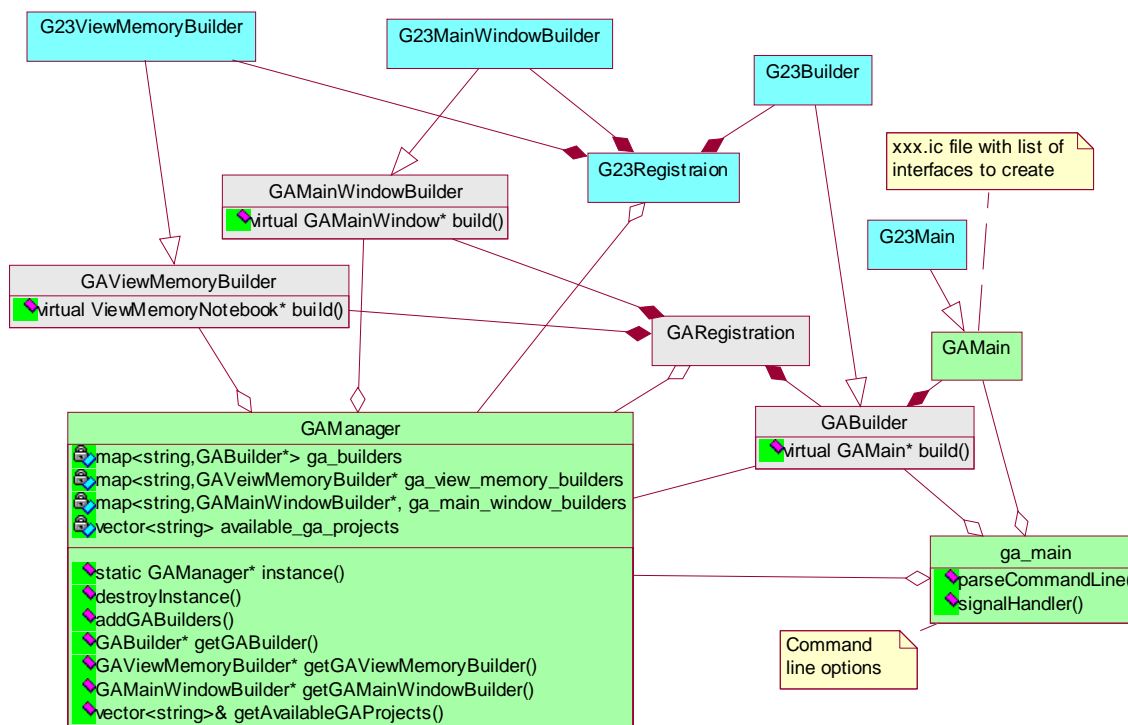 G23ViewMemoryBuilder
G23MainWindowBuilder
G23Builder
xxx.ic file with list of
interfaces to create
G23Registraion
GAMainWindowBuilder
virtual GAMainWindow* build()
G23Main
GAViewMemoryBuilder
virtual ViewMemoryNotebook* build()
GARegistration
GAMain
GABuilder
virtual GAMain* build()
GAManager
map<string,GABuilder*> ga_builders
map<string,GAVeiwMemoryBuilder* ga_view_memory_builders
map<string,GAMainWindowBuilder*, ga_main_window_builders
vector<string> available_ga_projects
static GAManager* instance()
destroyInstance()
addGABuilders()
GABuilder* getGABuilder()
GAViewMemoryBuilder* getGAViewMemoryBuilder()
GAMainWindowBuilder* getGAMainWindowBuilder()
vector<string>& getAvailableGAProjects()
ga_main
parseCommandLine(
signalHandler()
Command
line options